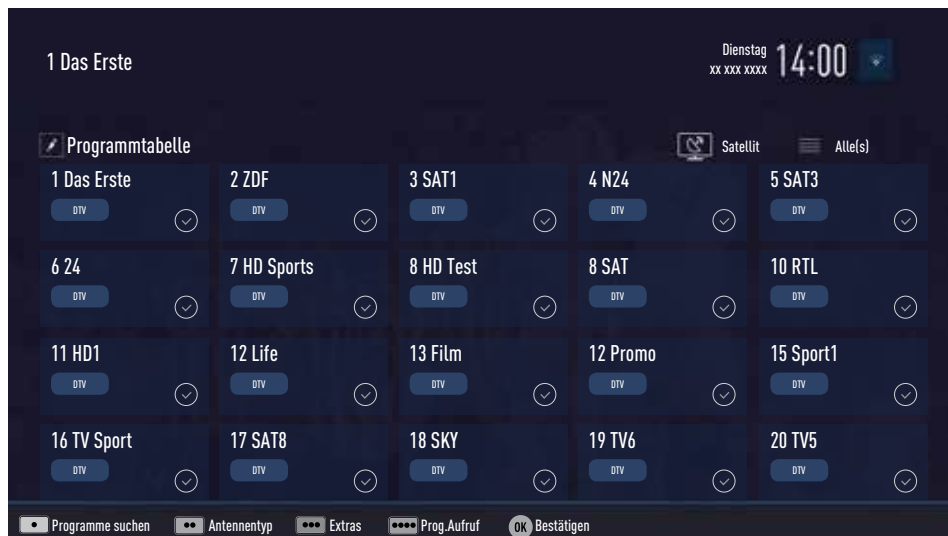 1 Das Erste
Dienstag
xx xxx xxxx
14:00
Programmtabelle
Satellit
Alle(s)
1 Das Erste
2 ZDF
3 SAT1
4 N24
5 SAT3
DTV
DTV
DTV
DTV
DTV
6 24
7 HD Sports
8 HD Test
8 SAT
10 RTL
DTV
DTV
DTV
DTV
DTV
11 HD1
12 Life
13 Film
12 Promo
15 Sport1
DTV
DTV
DTV
DTV
DTV
16 TV Sport
17 SAT8
18 SKY
19 TV6
20 TV5
DTV
DTV
DTV
DTV
DTV
Programme suchen
Antennentyp
Extras
Prog.Aufruf
OK Bestätigen